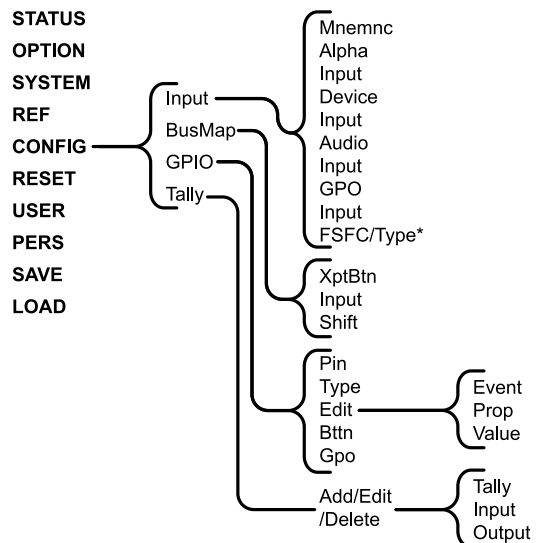 STATUS
OPTION
SYSTEM
REF
CONFIG
RESET
USER
PERS
SAVE
LOAD
Input
BusMap
GPIO
Tally
Mnemnc
Alpha
Input
Device
Input
Audio
Input
GPO
Input
FSFC/Type*
XptBtn
Input
Shift
Pin
Type
Edit
Bttn
Gpo
Event
Prop
Value
Add/Edit
/Delete
Tally
Input
Output